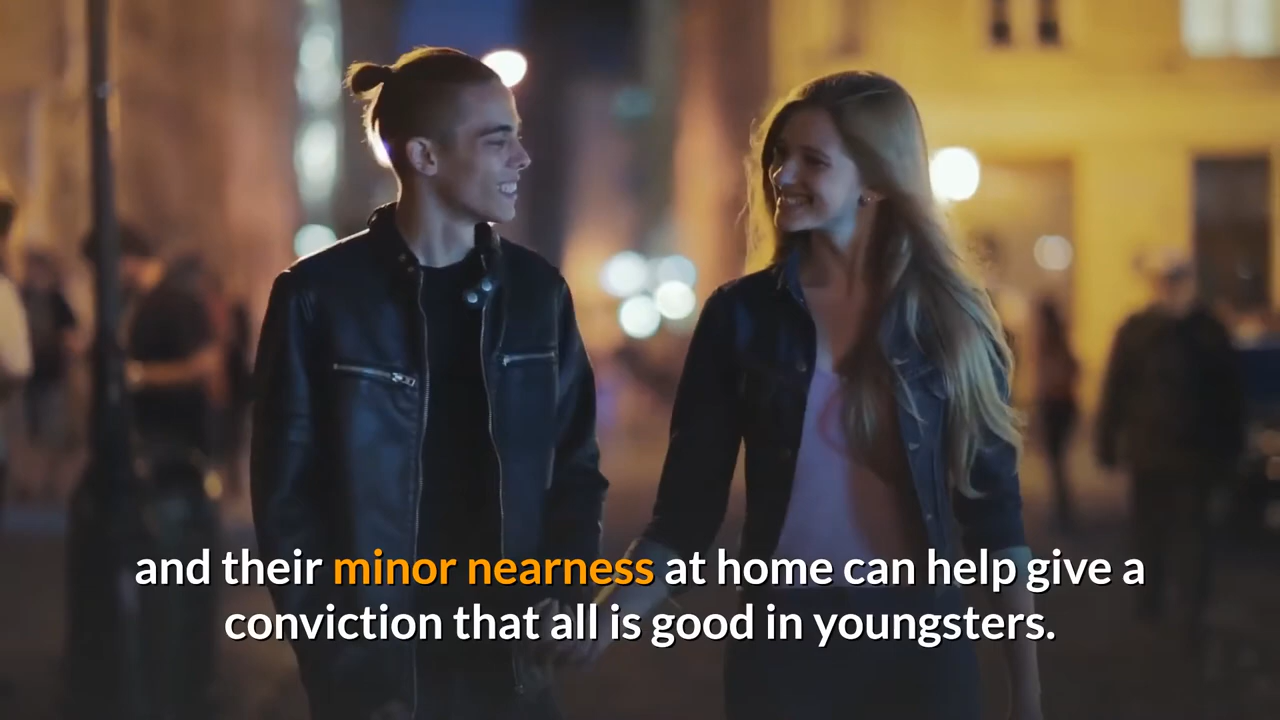 and their minor nearness at home can help give a
conviction that all is good in youngsters.